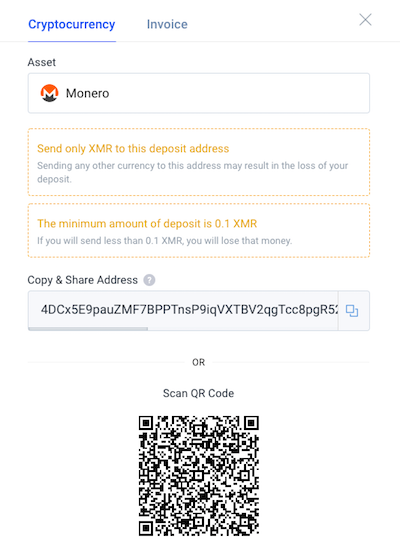 Cryptocurrency Invoice
Asset
Monero
Send only XMR to this deposit address
Sending any other currency to this address may result in the loss of your
deposit.
The minimum amount of deposit is 0.1 XMR
If you will send less than 0.1 XMR, you will lose that money.
Copy & Share Address ?
4DCx5E9pauZMF7BPPTnsP9iqVXTBV2qgTcc8pgR52
OR
Scan QR Code